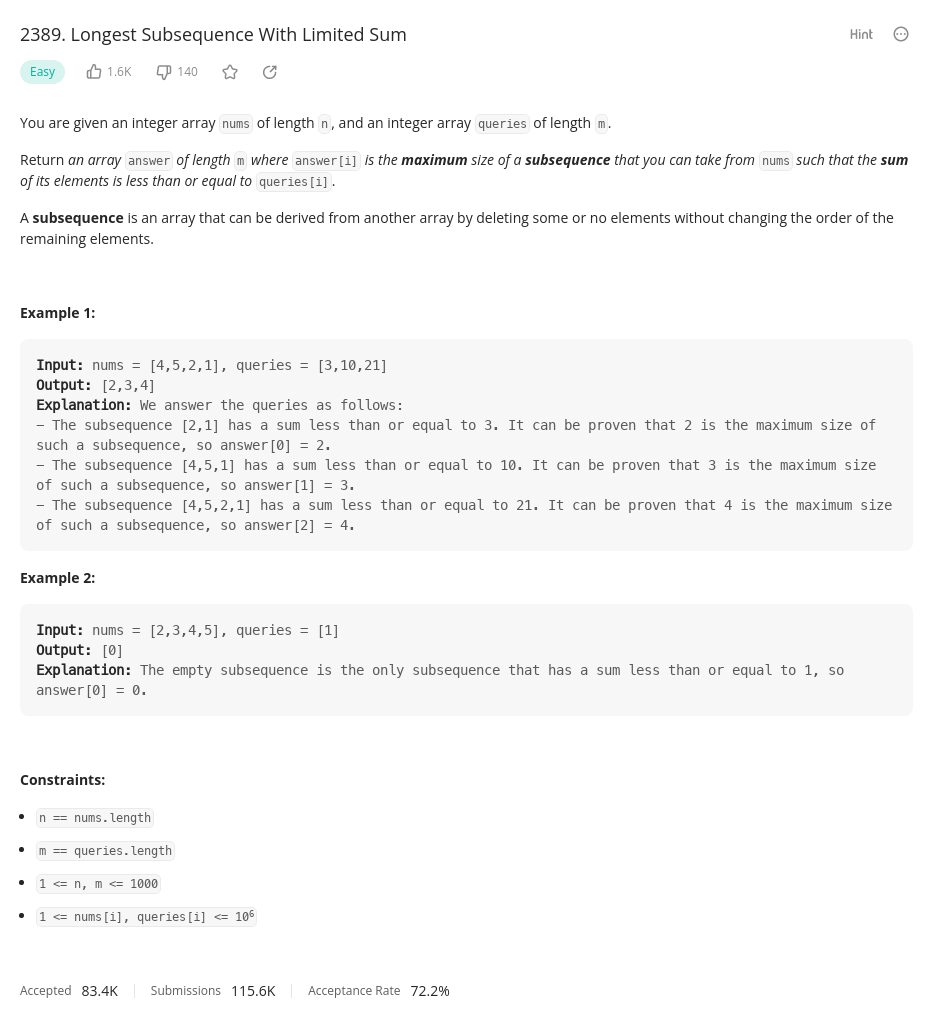 2389. Longest Subsequence With Limited Sum
Hint
Easy 1.6K 140
You are given an integer array nums of length n, and an integer array queries of length m.
Return an array answer of length m where answer[i] is the maximum size of a subsequence that you can take from nums such that the sum
of its elements is less than or equal to queries[i].
A subsequence is an array that can be derived from another array by deleting some or no elements without changing the order of the
remaining elements.
Example 1:
Input: nums = [4,5,2,1], queries = [3,10,21]
Output: [2,3,4]
Explanation: We answer the queries as follows:
- The subsequence [2,1] has a sum less than or equal to 3. It can be proven that 2 is the maximum size of
such a subsequence, so answer[0] = 2.
- The subsequence [4,5,1] has a sum less than or equal to 10. It can be proven that 3 is the maximum size
of such a subsequence, so answer[1] = 3.
- The subsequence [4,5,2,1] has a sum less than or equal to 21. It can be proven that 4 is the maximum size
of such a subsequence, so answer[2] = 4.
Example 2:
Input: nums = [2,3,4,5], queries = [1]
Output: [0]
Explanation: The empty subsequence is the only subsequence that has a sum less than or equal to 1, so
answer[0] = 0.
Constraints:
• n == nums.length
• m == queries.length
• 1 <= n, m <= 1000
• 1 <= nums[i], queries[i] <= 10⁶
Accepted 83.4K Submissions 115.6K Acceptance Rate 72.2%